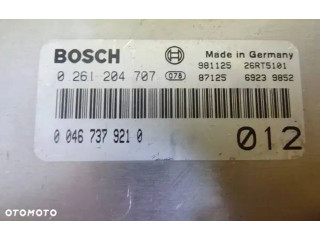 BOSCH
Made in Germany
0 261 204 707 078
981125 26RT5101
87125 6923 9852
0 046 737 921 0
012
OTOMOTO